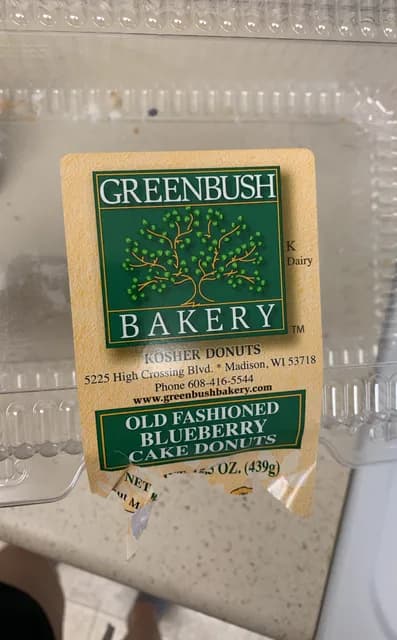 GREENBUSH
BAKERY
TM
K
Dairy
KOSHER DONUTS
5225 High Crossing Blvd. * Madison, WI 53718
Phone 608-416-5544
www.greenbushbakery.com
OLD FASHIONED
BLUEBERRY
CAKE DONUTS
OZ. (439g)
NET